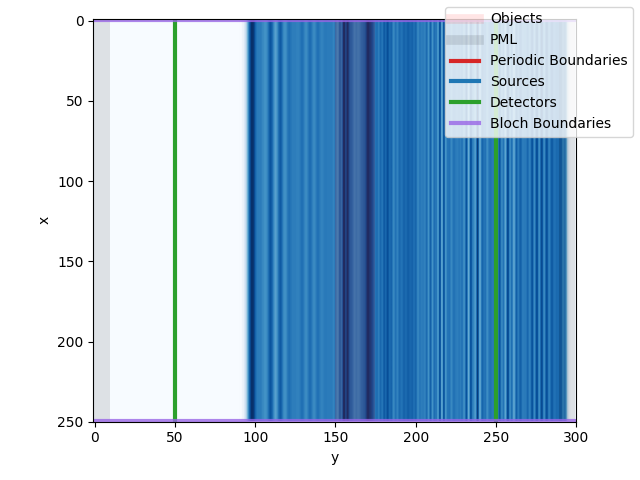 Objects
PML
Periodic Boundaries
Sources
Detectors
Bloch Boundaries
0
50
100
150
200
250
x
0 50 100 150 200 250 300
y